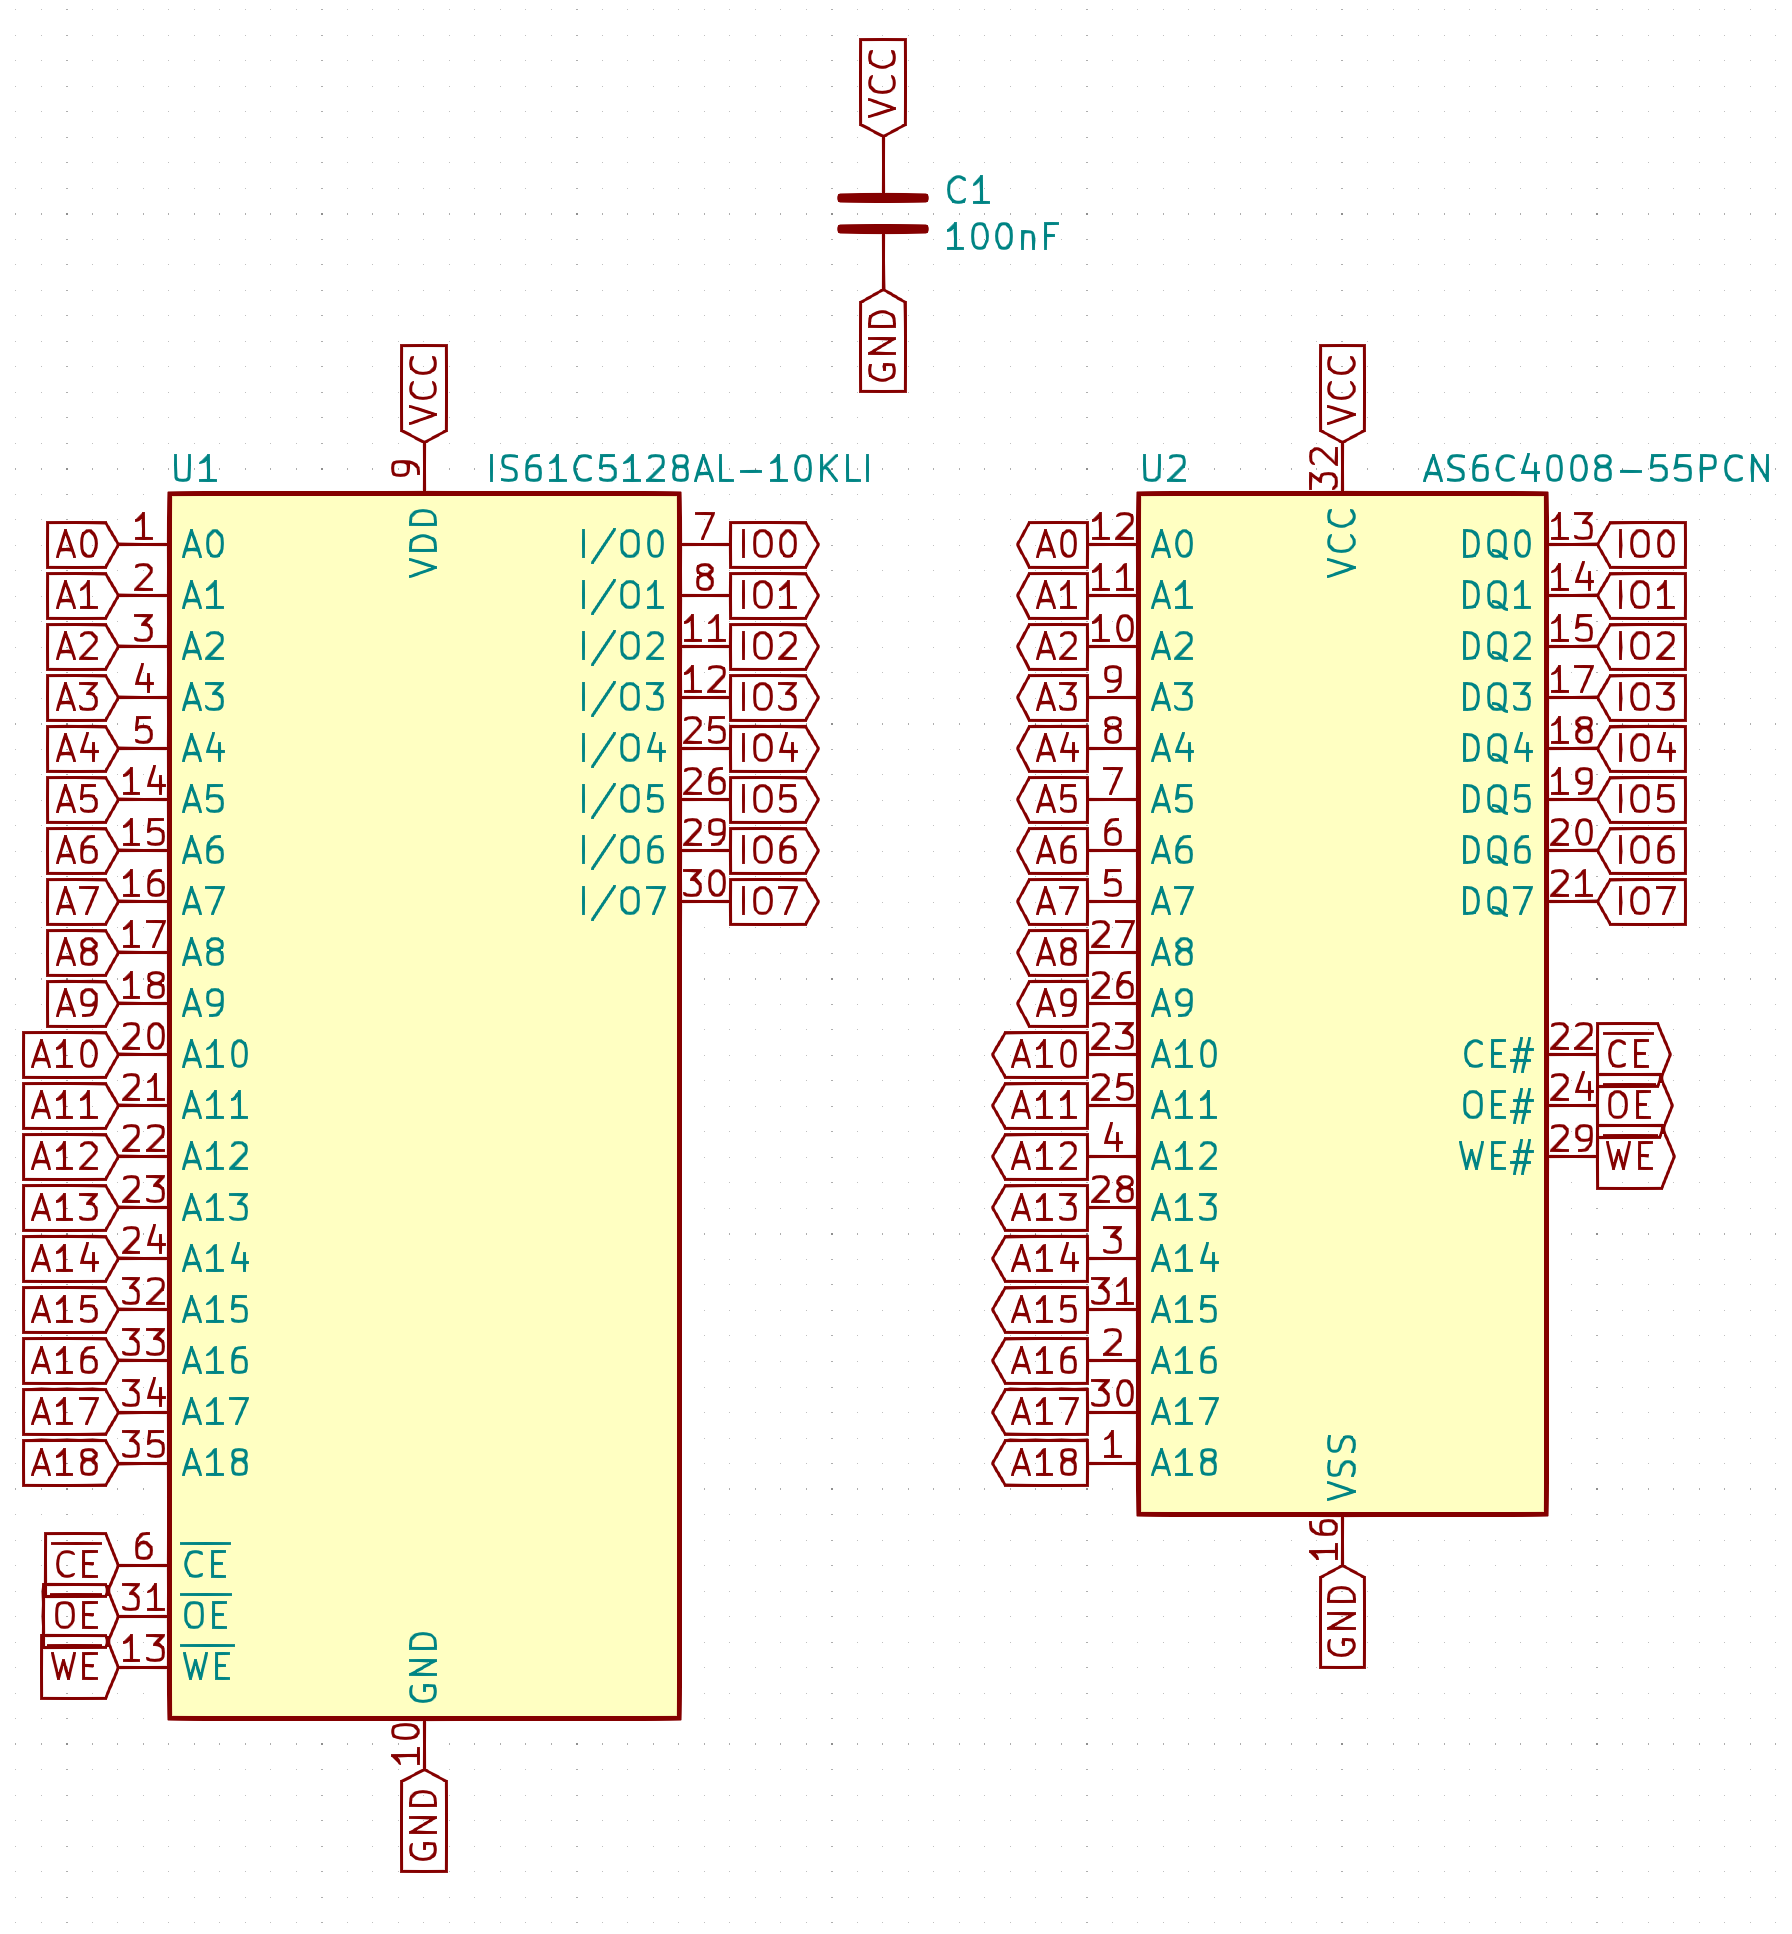 VCC
C1
100nF
GND
VCC
9
U1
IS61C5128AL-10KLI
VDD
A0 1 A0
A1 2 A1
A2 3 A2
A3 4 A3
A4 5 A4
A5 14 A5
A6 15 A6
A7 16 A7
A8 17 A8
A9 18 A9
A10 20 A10
A11 21 A11
A12 22 A12
A13 23 A13
A14 24 A14
A15 32 A15
A16 33 A16
A17 34 A17
A18 35 A18
CE 6 CE
OE 31 OE
WE 13 WE
I/O0 7 IO0
I/O1 8 IO1
I/O2 11 IO2
I/O3 12 IO3
I/O4 25 IO4
I/O5 26 IO5
I/O6 29 IO6
I/O7 30 IO7
GND
10
GND
VCC
32
U2
AS6C4008-55PCN
VCC
A0 12 A0
A1 11 A1
A2 10 A2
A3 9 A3
A4 8 A4
A5 7 A5
A6 6 A6
A7 5 A7
A8 27 A8
A9 26 A9
A10 23 A10
A11 25 A11
A12 4 A12
A13 28 A13
A14 3 A14
A15 31 A15
A16 2 A16
A17 30 A17
A18 1 A18
DQ0 13 IO0
DQ1 14 IO1
DQ2 15 IO2
DQ3 17 IO3
DQ4 18 IO4
DQ5 19 IO5
DQ6 20 IO6
DQ7 21 IO7
CE# 22 CE
OE# 24 OE
WE# 29 WE
VSS
16
GND